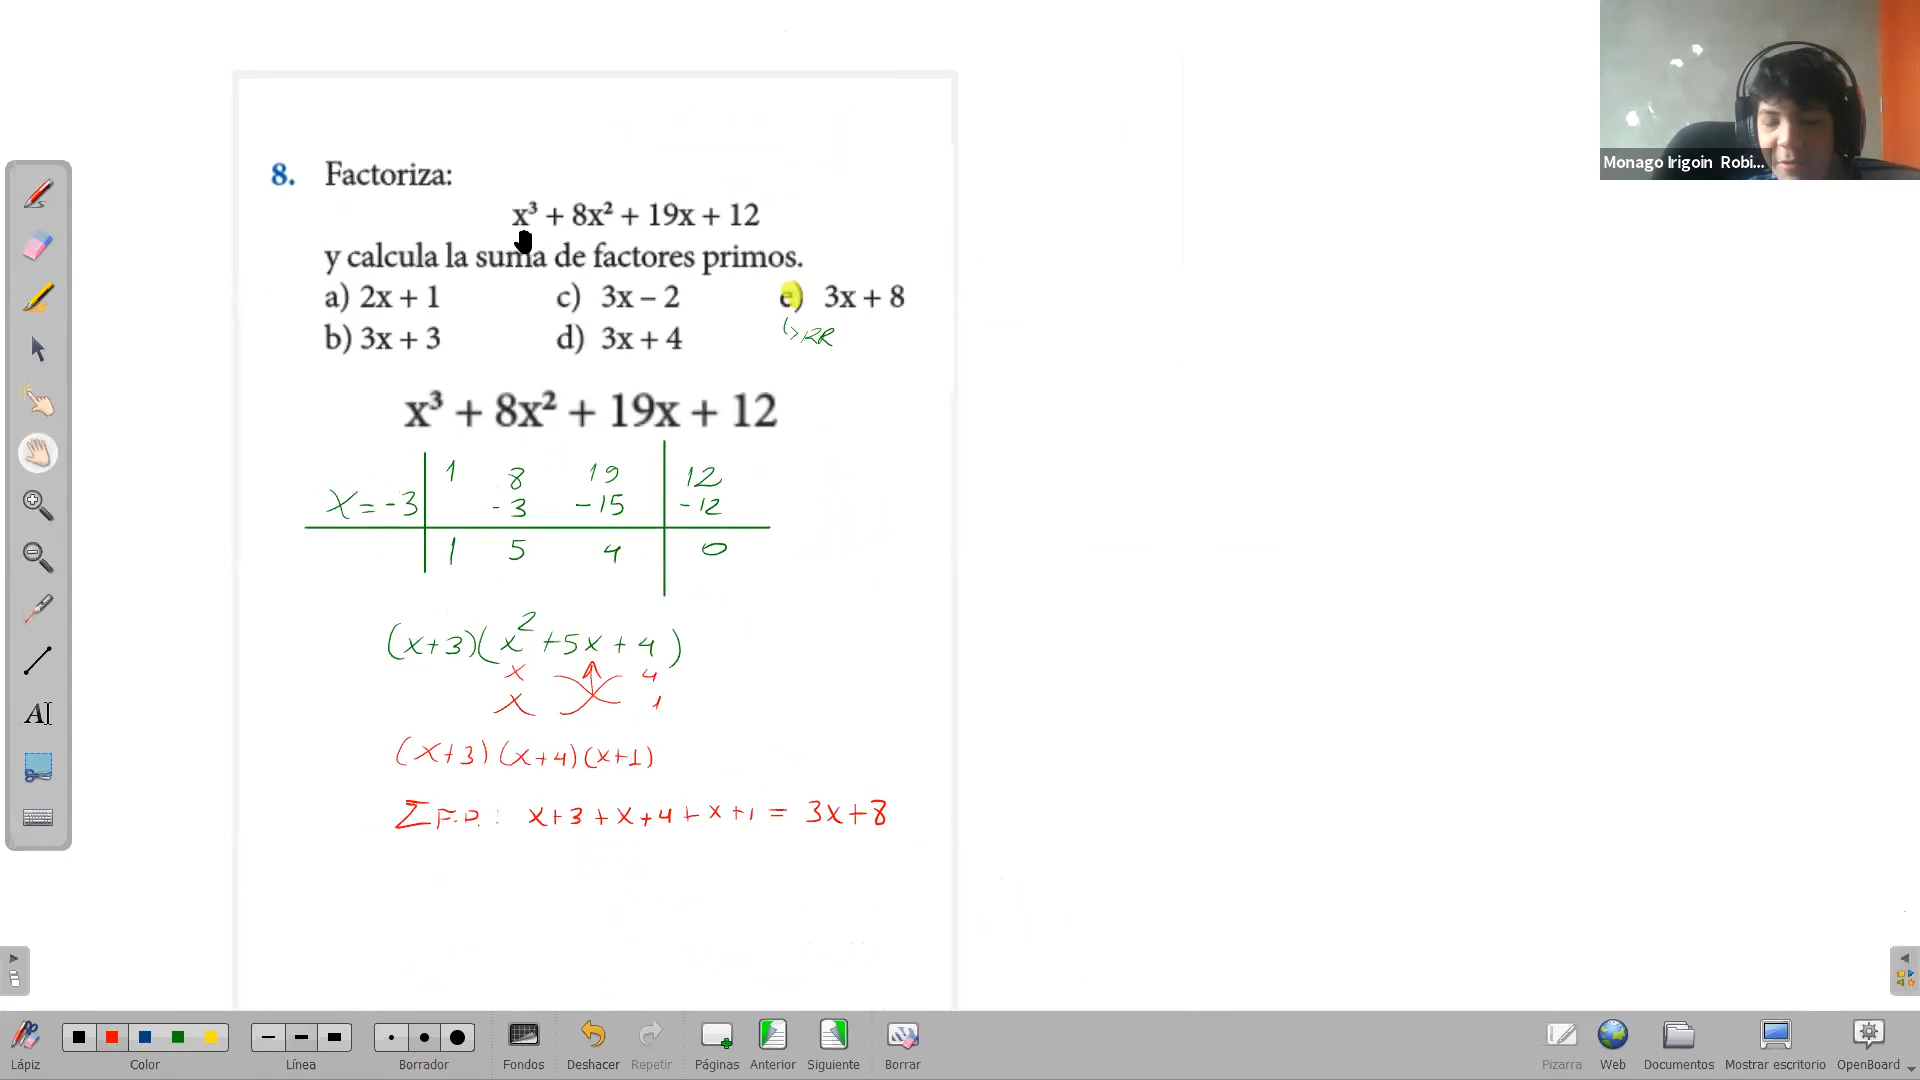 Monago Irigoin Robi...
8. Factoriza:
x³ + 8x² + 19x + 12
y calcula la suma de factores primos.
a) 2x + 1 c) 3x – 2 e) 3x + 8
b) 3x + 3 d) 3x + 4
↳RR
x³ + 8x² + 19x + 12
1 8 19 12
x = -3 -3 -15 -12
1 5 4 0
(x+3)(x²+5x+4)
x 4
x 1
(x+3)(x+4)(x+1)
Σ F.P.: x+3+x+4+x+1 = 3x+8
Lápiz Color Línea Borrador Fondos Deshacer Repetir Páginas Anterior Siguiente Borrar Pizarra Web Documentos Mostrar escritorio OpenBoard